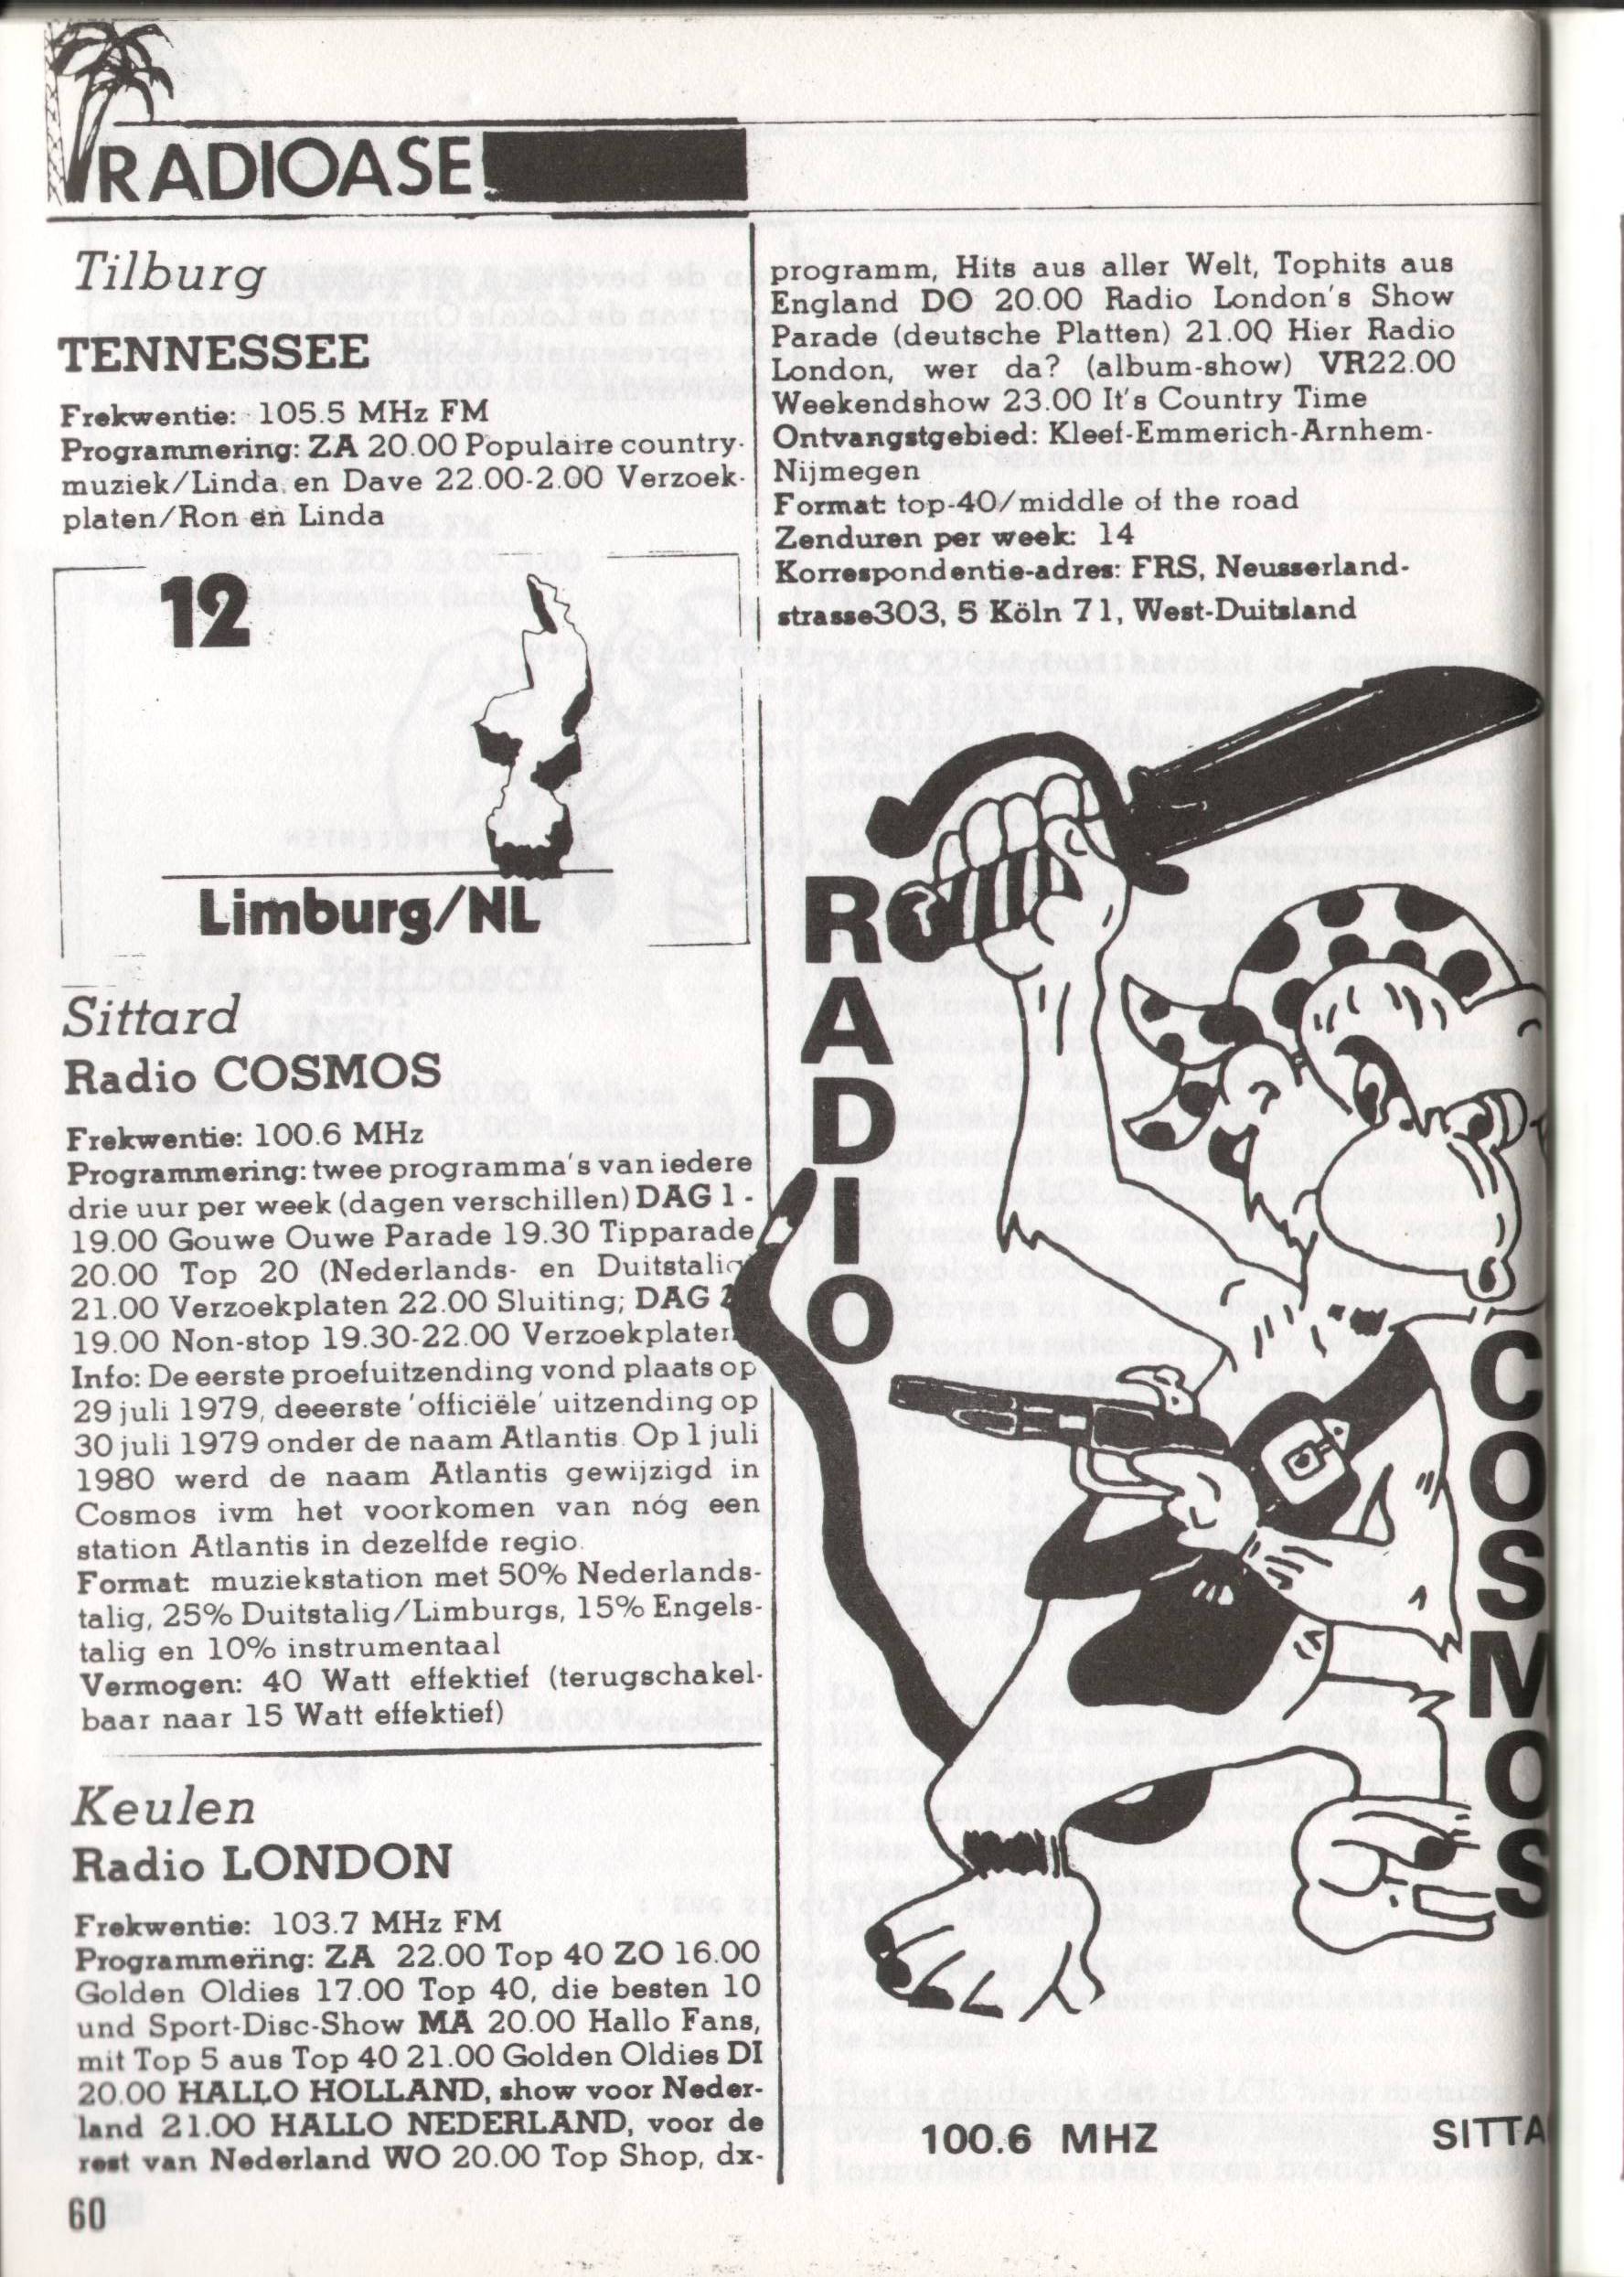 RADIOASE
Tilburg
TENNESSEE
Frekwentie: 105.5 MHz FM
Programmering: ZA 20.00 Populaire country-
muziek/Linda en Dave 22.00-2.00 Verzoek-
platen/Ron en Linda
12
Limburg/NL
Sittard
Radio COSMOS
Frekwentie: 100.6 MHz
Programmering: twee programma's van iedere
drie uur per week (dagen verschillen) DAG 1 -
19.00 Gouwe Ouwe Parade 19.30 Tipparade
20.00 Top 20 (Nederlands- en Duitstalig
21.00 Verzoekplaten 22.00 Sluiting; DAG 2
19.00 Non-stop 19.30-22.00 Verzoekplaten
Info: De eerste proefuitzending vond plaats op
29 juli 1979, deeerste 'officiële' uitzending op
30 juli 1979 onder de naam Atlantis. Op 1 juli
1980 werd de naam Atlantis gewijzigd in
Cosmos ivm het voorkomen van nóg een
station Atlantis in dezelfde regio.
Format: muziekstation met 50% Nederlands-
talig, 25% Duitstalig/Limburgs, 15% Engels-
talig en 10% instrumentaal
Vermogen: 40 Watt effektief (terugschakel-
baar naar 15 Watt effektief)
Keulen
Radio LONDON
Frekwentie: 103.7 MHz FM
Programmering: ZA 22.00 Top 40 ZO 16.00
Golden Oldies 17.00 Top 40, die besten 10
und Sport-Disc-Show MA 20.00 Hallo Fans,
mit Top 5 aus Top 40 21.00 Golden Oldies DI
20.00 HALLO HOLLAND, show voor Neder-
land 21.00 HALLO NEDERLAND, voor de
rest van Nederland WO 20.00 Top Shop, dx-
60
programm, Hits aus aller Welt, Tophits aus
England DO 20.00 Radio London's Show
Parade (deutsche Platten) 21.00 Hier Radio
London, wer da? (album-show) VR22.00
Weekendshow 23.00 It's Country Time
Ontvangstgebied: Kleef-Emmerich-Arnhem-
Nijmegen
Format: top-40/middle of the road
Zenduren per week: 14
Korrespondentie-adres: FRS, Neusserland-
strasse303, 5 Köln 71, West-Duitsland
RADIO
COSMOS
100.6 MHZ
SITTA